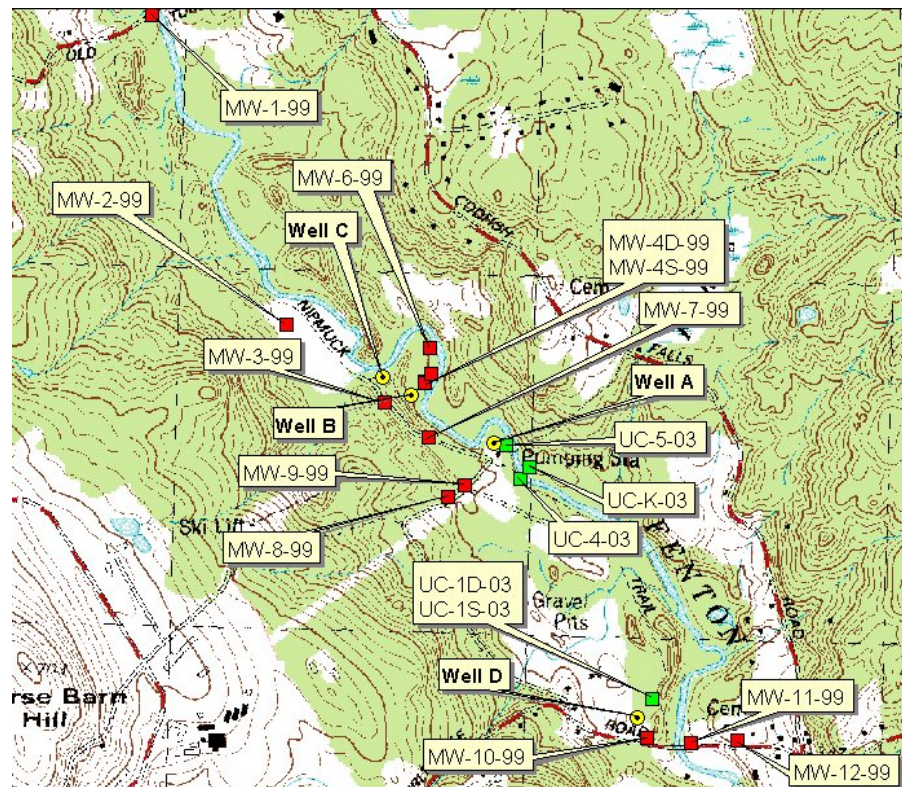 OLD
MW-1-99
MW-6-99
MW-2-99
CODFISH
Well C
MW-4D-99
MW-4S-99
Cem
FALLS
MW-7-99
NIPMUCK
MW-3-99
Well A
Well B
UC-5-03
Pumping Sta
MW-9-99
UC-K-03
Ski Lift
UC-4-03
MW-8-99
FENTON
UC-1D-03
UC-1S-03
TRAIL
Gravel
Pits
ROAD
Well D
rse Barn
Hill
Cem
MW-11-99
ROAD
MW-10-99
MW-12-99